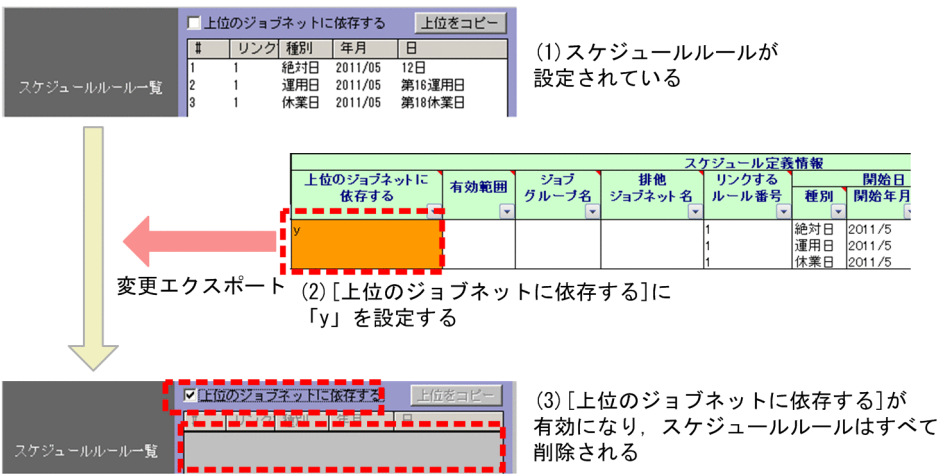 上位のジョブネットに依存する 上位をコピー
# リンク 種別 年月 日
1 1 絶対日 2011/05 12日
2 1 運用日 2011/05 第16運用日
3 1 休業日 2011/05 第18休業日
スケジュールルール一覧
(1)スケジュールルールが
設定されている
スケジュール定義情報
上位のジョブネットに
依存する
有効範囲
ジョブ
グループ名
排他
ジョブネット名
リンクする
ルール番号
開始日
種別 開始年月
y 1 絶対日 2011/5
1 運用日 2011/5
1 休業日 2011/5
変更エクスポート
(2)[上位のジョブネットに依存する]に
「y」を設定する
上位のジョブネットに依存する 上位をコピー
# リンク 種別 年月 日
スケジュールルール一覧
(3)[上位のジョブネットに依存する]が
有効になり，スケジュールルールはすべて
削除される